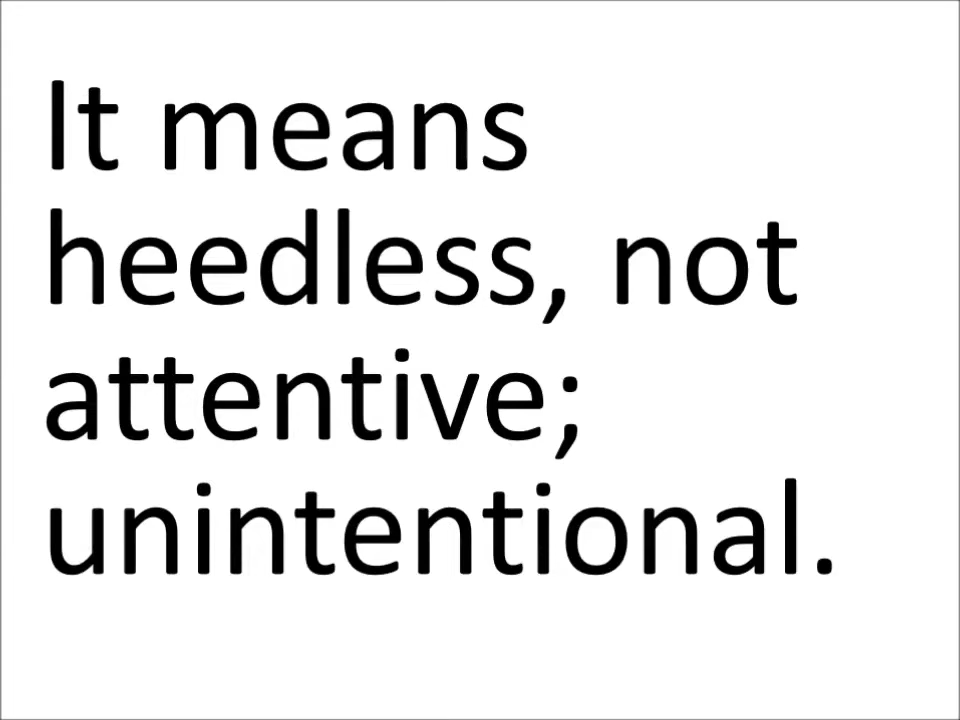 It means
heedless, not
attentive;
unintentional.